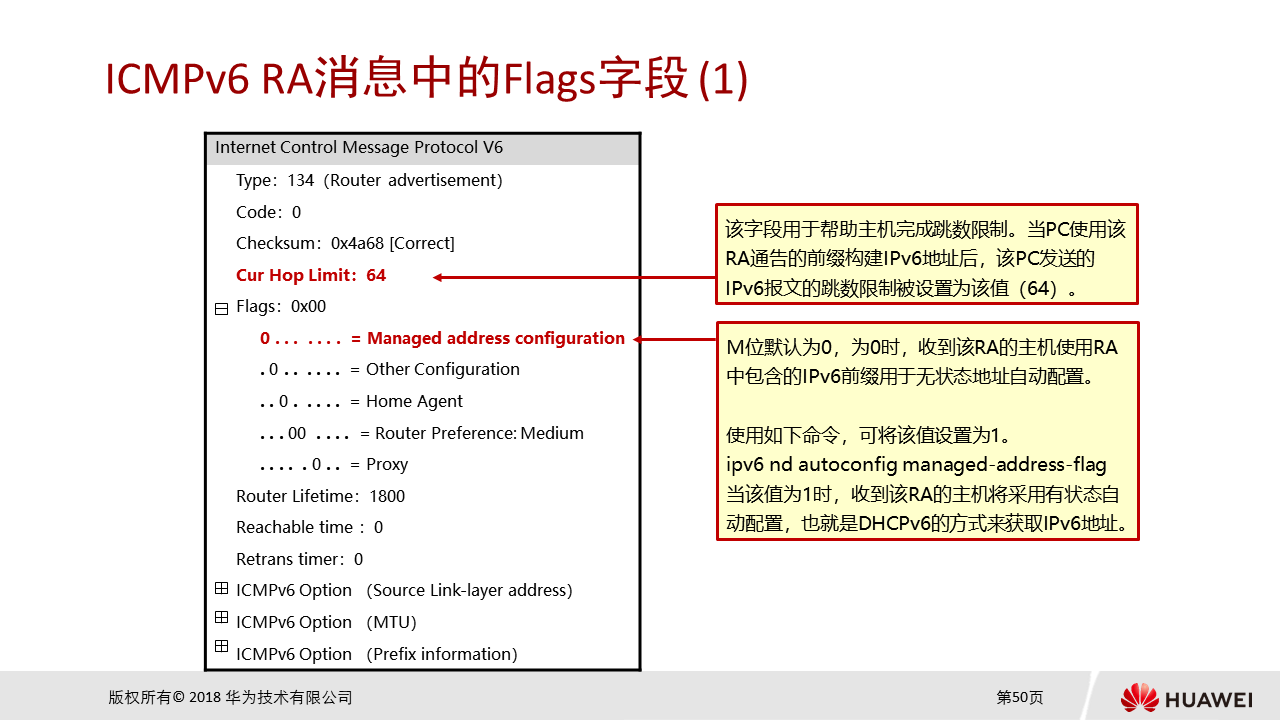 ICMPv6 RA消息中的Flags字段 (1)
Internet Control Message Protocol V6
Type：134（Router advertisement）
Code：0
Checksum：0x4a68 [Correct]
Cur Hop Limit：64
Flags：0x00
0 . . . . . . . = Managed address configuration
. 0 . . . . . . = Other Configuration
. . 0 . . . . . = Home Agent
. . . 00 . . . . = Router Preference: Medium
. . . . . 0 . . = Proxy
Router Lifetime：1800
Reachable time ：0
Retrans timer：0
ICMPv6 Option （Source Link-layer address）
ICMPv6 Option （MTU）
ICMPv6 Option （Prefix information）
该字段用于帮助主机完成跳数限制。当PC使用该
RA通告的前缀构建IPv6地址后，该PC发送的
IPv6报文的跳数限制被设置为该值（64）。
M位默认为0，为0时，收到该RA的主机使用RA
中包含的IPv6前缀用于无状态地址自动配置。
使用如下命令，可将该值设置为1。
ipv6 nd autoconfig managed-address-flag
当该值为1时，收到该RA的主机将采用有状态自
动配置，也就是DHCPv6的方式来获取IPv6地址。
版权所有© 2018 华为技术有限公司
第50页
HUAWEI